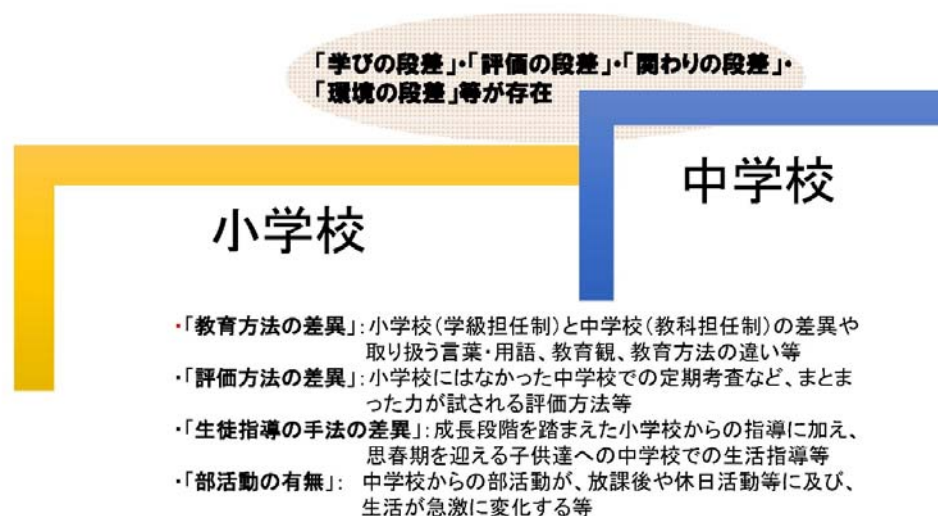 「学びの段差」・「評価の段差」・「関わりの段差」・
「環境の段差」等が存在
中学校
小学校
・「教育方法の差異」：小学校（学級担任制）と中学校（教科担任制）の差異や
取り扱う言葉・用語、教育観、教育方法の違い等
・「評価方法の差異」：小学校にはなかった中学校での定期考査など、まとま
った力が試される評価方法等
・「生徒指導の手法の差異」：成長段階を踏まえた小学校からの指導に加え、
思春期を迎える子供達への中学校での生活指導等
・「部活動の有無」： 中学校からの部活動が、放課後や休日活動等に及び、
生活が急激に変化する等